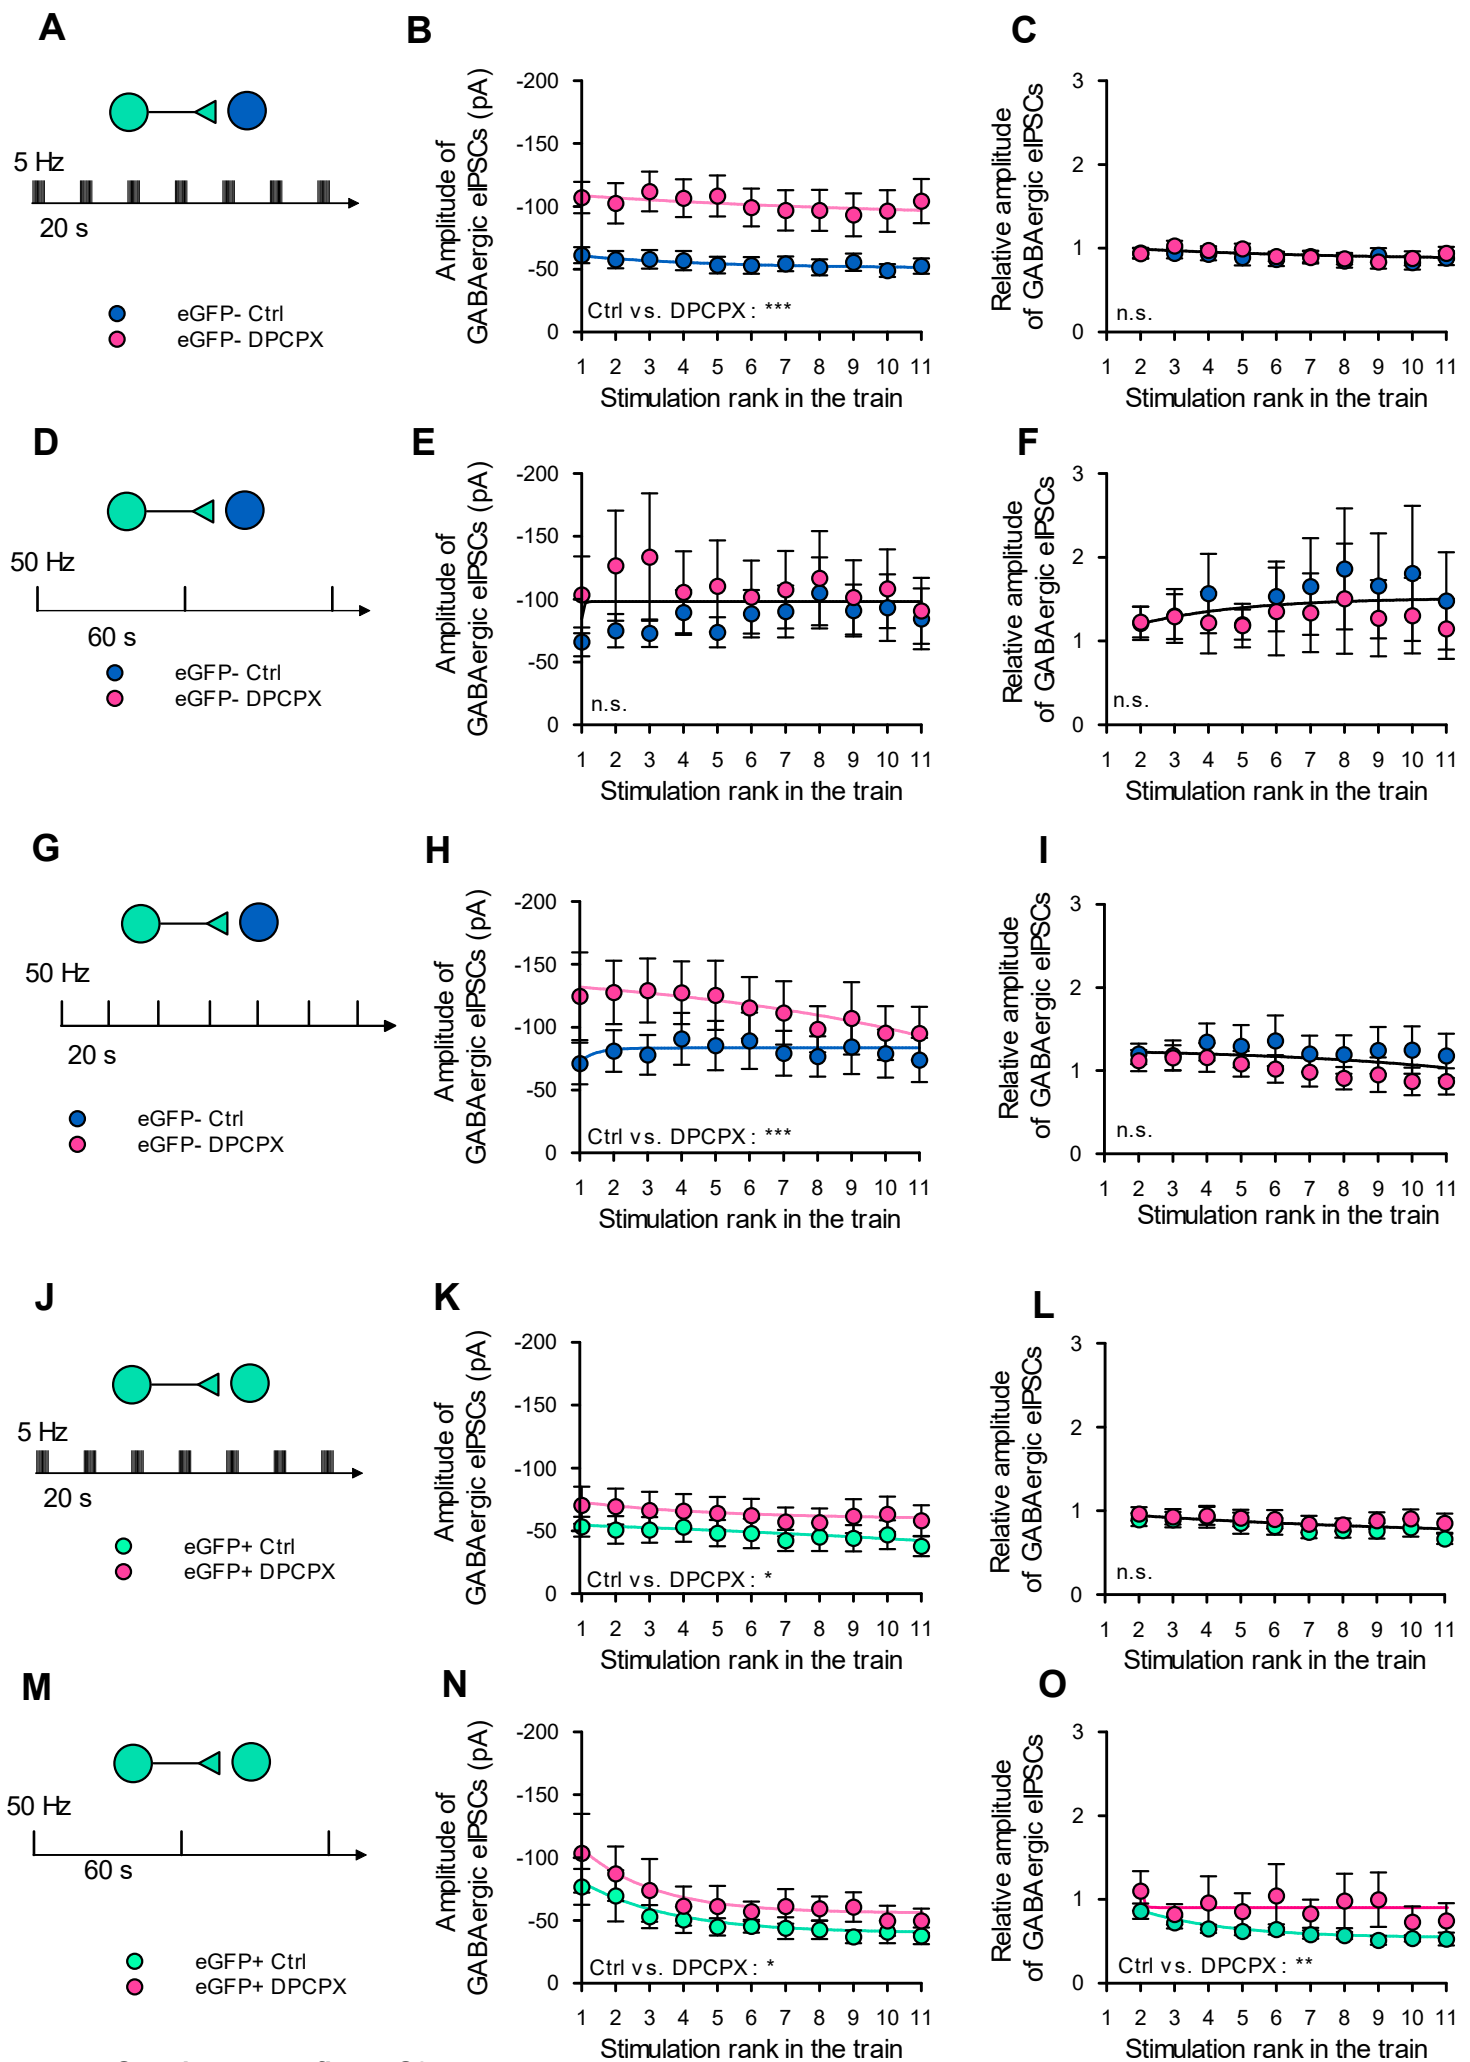 A
5 Hz
20 s
eGFP- Ctrl
eGFP- DPCPX
B
Amplitude of
GABAergic eIPSCs (pA)
-200
-150
-100
-50
0
Ctrl vs. DPCPX : ***
1 2 3 4 5 6 7 8 9 10 11
Stimulation rank in the train
C
Relative amplitude
of GABAergic eIPSCs
3
2
1
0
n.s.
1 2 3 4 5 6 7 8 9 10 11
Stimulation rank in the train
D
50 Hz
60 s
eGFP- Ctrl
eGFP- DPCPX
E
Amplitude of
GABAergic eIPSCs (pA)
-200
-150
-100
-50
0
n.s.
1 2 3 4 5 6 7 8 9 10 11
Stimulation rank in the train
F
Relative amplitude
of GABAergic eIPSCs
3
2
1
0
n.s.
1 2 3 4 5 6 7 8 9 10 11
Stimulation rank in the train
G
50 Hz
20 s
eGFP- Ctrl
eGFP- DPCPX
H
Amplitude of
GABAergic eIPSCs (pA)
-200
-150
-100
-50
0
Ctrl vs. DPCPX : ***
1 2 3 4 5 6 7 8 9 10 11
Stimulation rank in the train
I
Relative amplitude
of GABAergic eIPSCs
3
2
1
0
n.s.
1 2 3 4 5 6 7 8 9 10 11
Stimulation rank in the train
J
5 Hz
20 s
eGFP+ Ctrl
eGFP+ DPCPX
K
Amplitude of
GABAergic eIPSCs (pA)
-200
-150
-100
-50
0
Ctrl vs. DPCPX : *
1 2 3 4 5 6 7 8 9 10 11
Stimulation rank in the train
L
Relative amplitude
of GABAergic eIPSCs
3
2
1
0
n.s.
1 2 3 4 5 6 7 8 9 10 11
Stimulation rank in the train
M
50 Hz
60 s
eGFP+ Ctrl
eGFP+ DPCPX
N
Amplitude of
GABAergic eIPSCs (pA)
-200
-150
-100
-50
0
Ctrl vs. DPCPX : *
1 2 3 4 5 6 7 8 9 10 11
Stimulation rank in the train
O
Relative amplitude
of GABAergic eIPSCs
3
2
1
0
Ctrl vs. DPCPX : **
1 2 3 4 5 6 7 8 9 10 11
Stimulation rank in the train